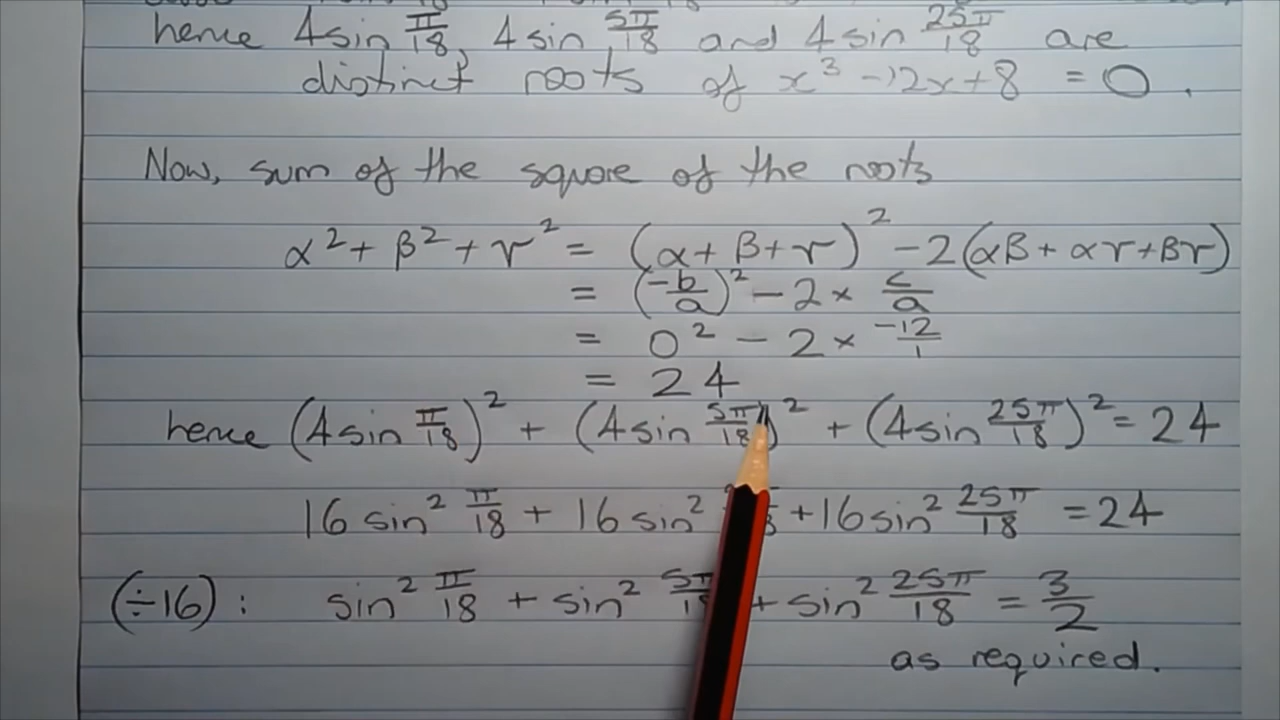 hence 4sin π/18, 4sin 5π/18 and 4sin 25π/18 are
distinct roots of x³ -12x+8 = 0.
Now, sum of the square of the roots
α² + β² + γ² = (α + β + γ)² - 2(αβ + αγ + βγ)
= (-b/a)² - 2 × c/a
= 0² - 2 × -12/1
= 24
hence (4sin π/18)² + (4sin 5π/18)² + (4sin 25π/18)² = 24
16 sin² π/18 + 16 sin² + 16 sin² 25π/18 = 24
(÷16) : sin² π/18 + sin² 5π/18 + sin² 25π/18 = 3/2
as required.